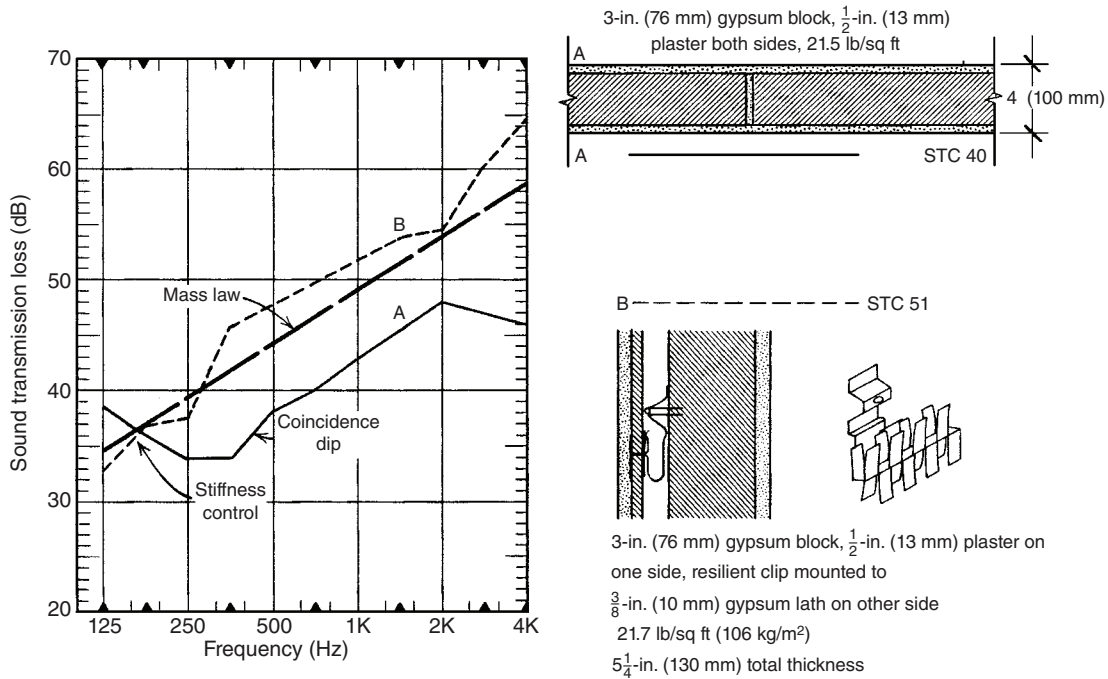 70
60
50
40
30
20
Sound transmission loss (dB)
125 250 500 1K 2K 4K
Frequency (Hz)
Mass law
B
A
Coincidence
dip
Stiffness
control
3-in. (76 mm) gypsum block, 1/2-in. (13 mm)
plaster both sides, 21.5 lb/sq ft
A
4 (100 mm)
A STC 40
B STC 51
3-in. (76 mm) gypsum block, 1/2-in. (13 mm) plaster on
one side, resilient clip mounted to
3/8-in. (10 mm) gypsum lath on other side
21.7 lb/sq ft (106 kg/m²)
5 1/4-in. (130 mm) total thickness